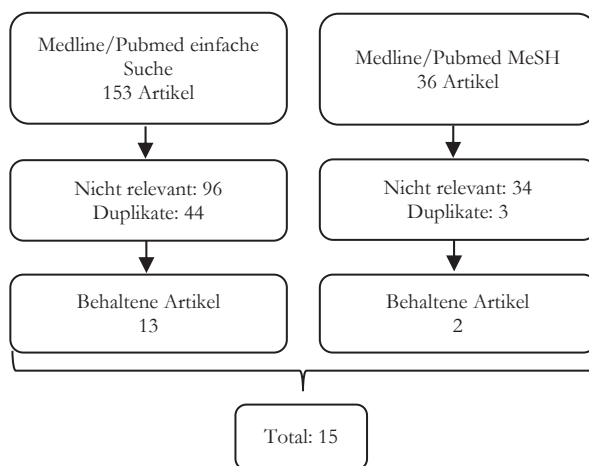 Medline/Pubmed einfache
Suche
153 Artikel
Medline/Pubmed MeSH
36 Artikel
Nicht relevant: 96
Duplikate: 44
Nicht relevant: 34
Duplikate: 3
Behaltene Artikel
13
Behaltene Artikel
2
Total: 15